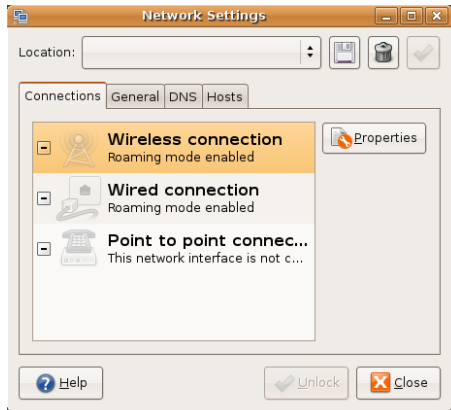 Network Settings
Location:
Connections General DNS Hosts
Wireless connection
Roaming mode enabled
Properties
Wired connection
Roaming mode enabled
Point to point connec...
This network interface is not c...
Help Unlock Close